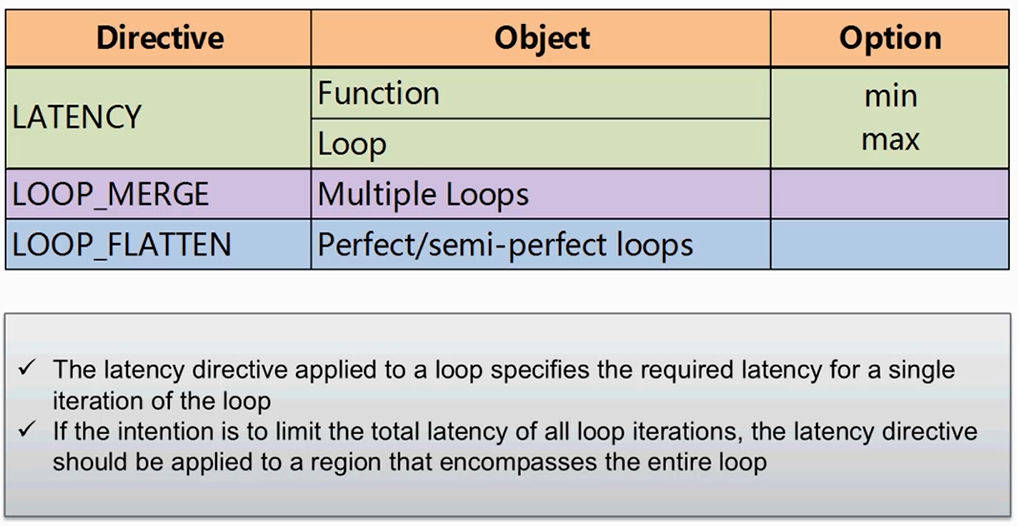 Directive Object Option
LATENCY
Function
Loop
min
max
LOOP_MERGE Multiple Loops
LOOP_FLATTEN Perfect/semi-perfect loops
✓ The latency directive applied to a loop specifies the required latency for a single
iteration of the loop
✓ If the intention is to limit the total latency of all loop iterations, the latency directive
should be applied to a region that encompasses the entire loop